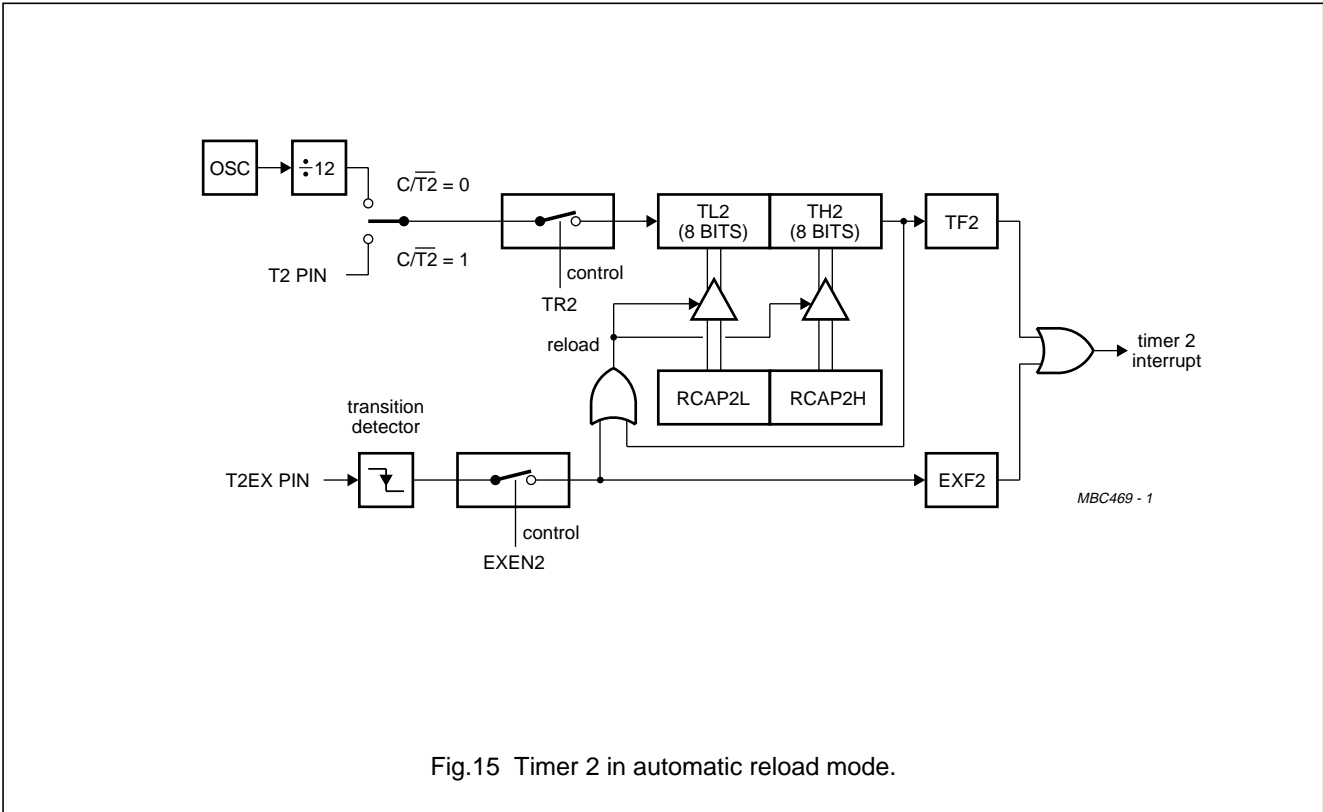 OSC
÷12
C/T2 = 0
C/T2 = 1
T2 PIN
control
TR2
TL2
(8 BITS)
TH2
(8 BITS)
TF2
reload
RCAP2L
RCAP2H
timer 2
interrupt
transition
detector
T2EX PIN
control
EXEN2
EXF2
MBC469 - 1
Fig.15 Timer 2 in automatic reload mode.